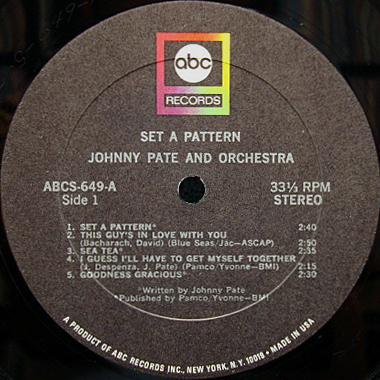 abc
RECORDS
SET A PATTERN
JOHNNY PATE AND ORCHESTRA
ABCS-649-A
Side 1
33⅓ RPM
STEREO
1. SET A PATTERN* 2:40
2. THIS GUY'S IN LOVE WITH YOU
(Bacharach, David) (Blue Seas/Jac—ASCAP) 2:50
3. SEA TEA* 2:35
4. I GUESS I'LL HAVE TO GET MYSELF TOGETHER
(J. Despenza, J. Pate) (Pamco/Yvonne—BMI) 2:15
5. GOODNESS GRACIOUS* 2:30
*Written by Johnny Pate
*Published by Pamco/Yvonne—BMI
A PRODUCT OF ABC RECORDS INC., NEW YORK, N.Y. 10019 • MADE IN USA